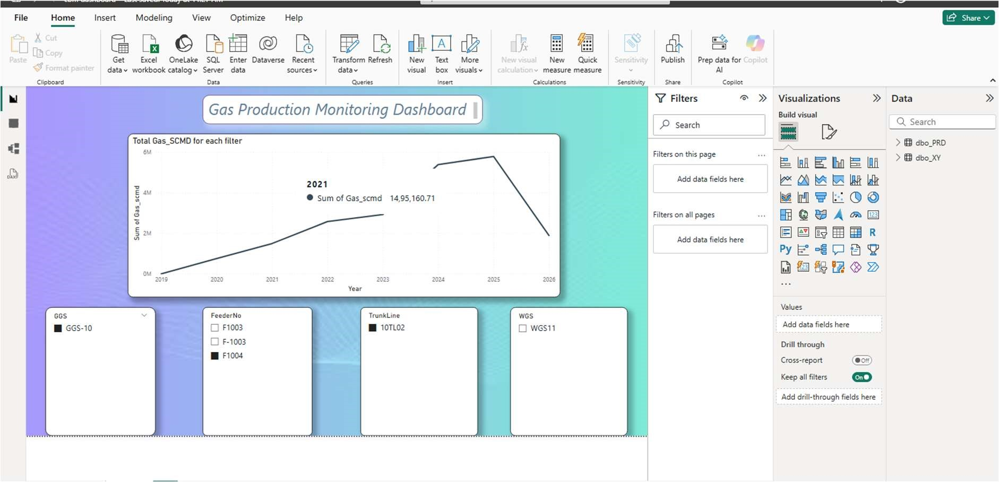 File Home Insert Modeling View Optimize Help Share
Paste
Cut
Copy
Format painter
Clipboard
Get data
Excel workbook
OneLake catalog
SQL Server
Enter data
Dataverse
Recent sources
Data
Transform data
Refresh
Queries
New visual
Text box
More visuals
Insert
New visual calculation
New measure
Quick measure
Calculations
Sensitivity
Sensitivity
Publish
Share
Prep data for AI
Copilot
Copilot
DAX
Gas Production Monitoring Dashboard
Total Gas_SCMD for each filter
Sum of Gas_scmd
6M
4M
2M
0M
2021
Sum of Gas_scmd 14,95,160.71
2019 2020 2021 2022 2023 2024 2025 2026
Year
GGS
GGS-10
FeederNo
F1003
F-1003
F1004
TrunkLine
10TL02
WGS
WGS11
Filters
Search
Filters on this page ...
Add data fields here
Filters on all pages ...
Add data fields here
Visualizations
Build visual
123
R
Py
123
...
Values
Add data fields here
Drill through
Cross-report Off
Keep all filters On
Add drill-through fields here
Data
Search
dbo_PRD
dbo_XY